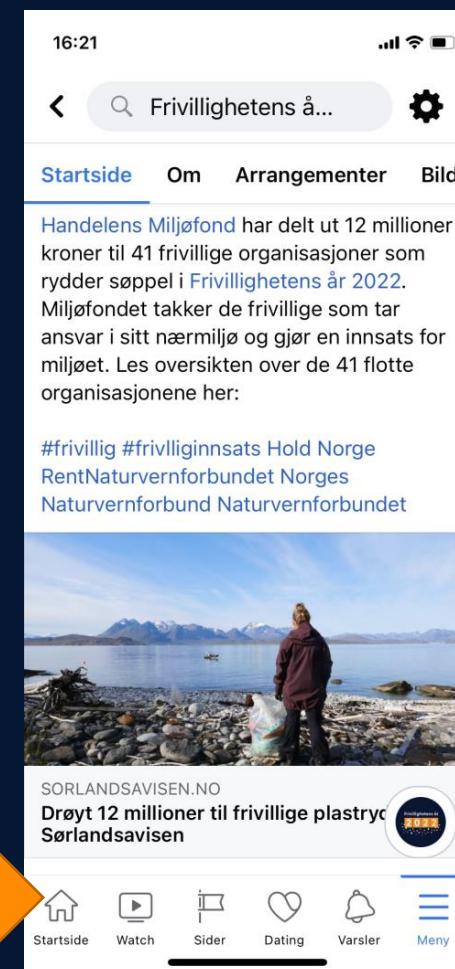 16:21
Frivillighetens å...
Startside Om Arrangementer Bild
Handelens Miljøfond har delt ut 12 millioner
kroner til 41 frivillige organisasjoner som
rydder søppel i Frivillighetens år 2022.
Miljøfondet takker de frivillige som tar
ansvar i sitt nærmiljø og gjør en innsats for
miljøet. Les oversikten over de 41 flotte
organisasjonene her:
#frivillig #frivlliginnsats Hold Norge
RentNaturvernforbundet Norges
Naturvernforbund Naturvernforbundet
SORLANDSAVISEN.NO
Drøyt 12 millioner til frivillige plastryd
Sørlandsavisen
Frivillighetens år
2022
Startside Watch Sider Dating Varsler Meny